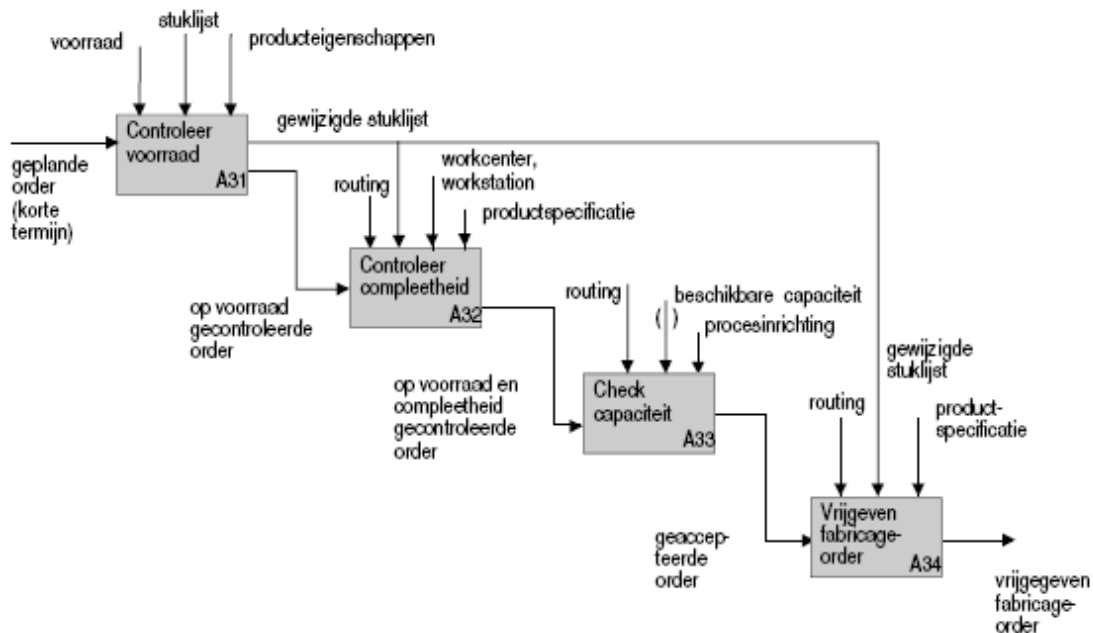 stuklijst
voorraad
producteigenschappen
Controleer
voorraad
A31
gewijzigde stuklijst
geplande
order
(korte
termijn)
workcenter,
workstation
routing
productspecificatie
Controleer
compleetheid
A32
op voorraad
gecontroleerde
order
routing
beschikbare capaciteit
( )
procesinrichting
Check
capaciteit
A33
op voorraad en
compleetheid
gecontroleerde
order
gewijzigde
stuklijst
routing
product-
specificatie
Vrijgeven
fabricage-
order
A34
geaccep-
teerde
order
vrijgegeven
fabricage-
order